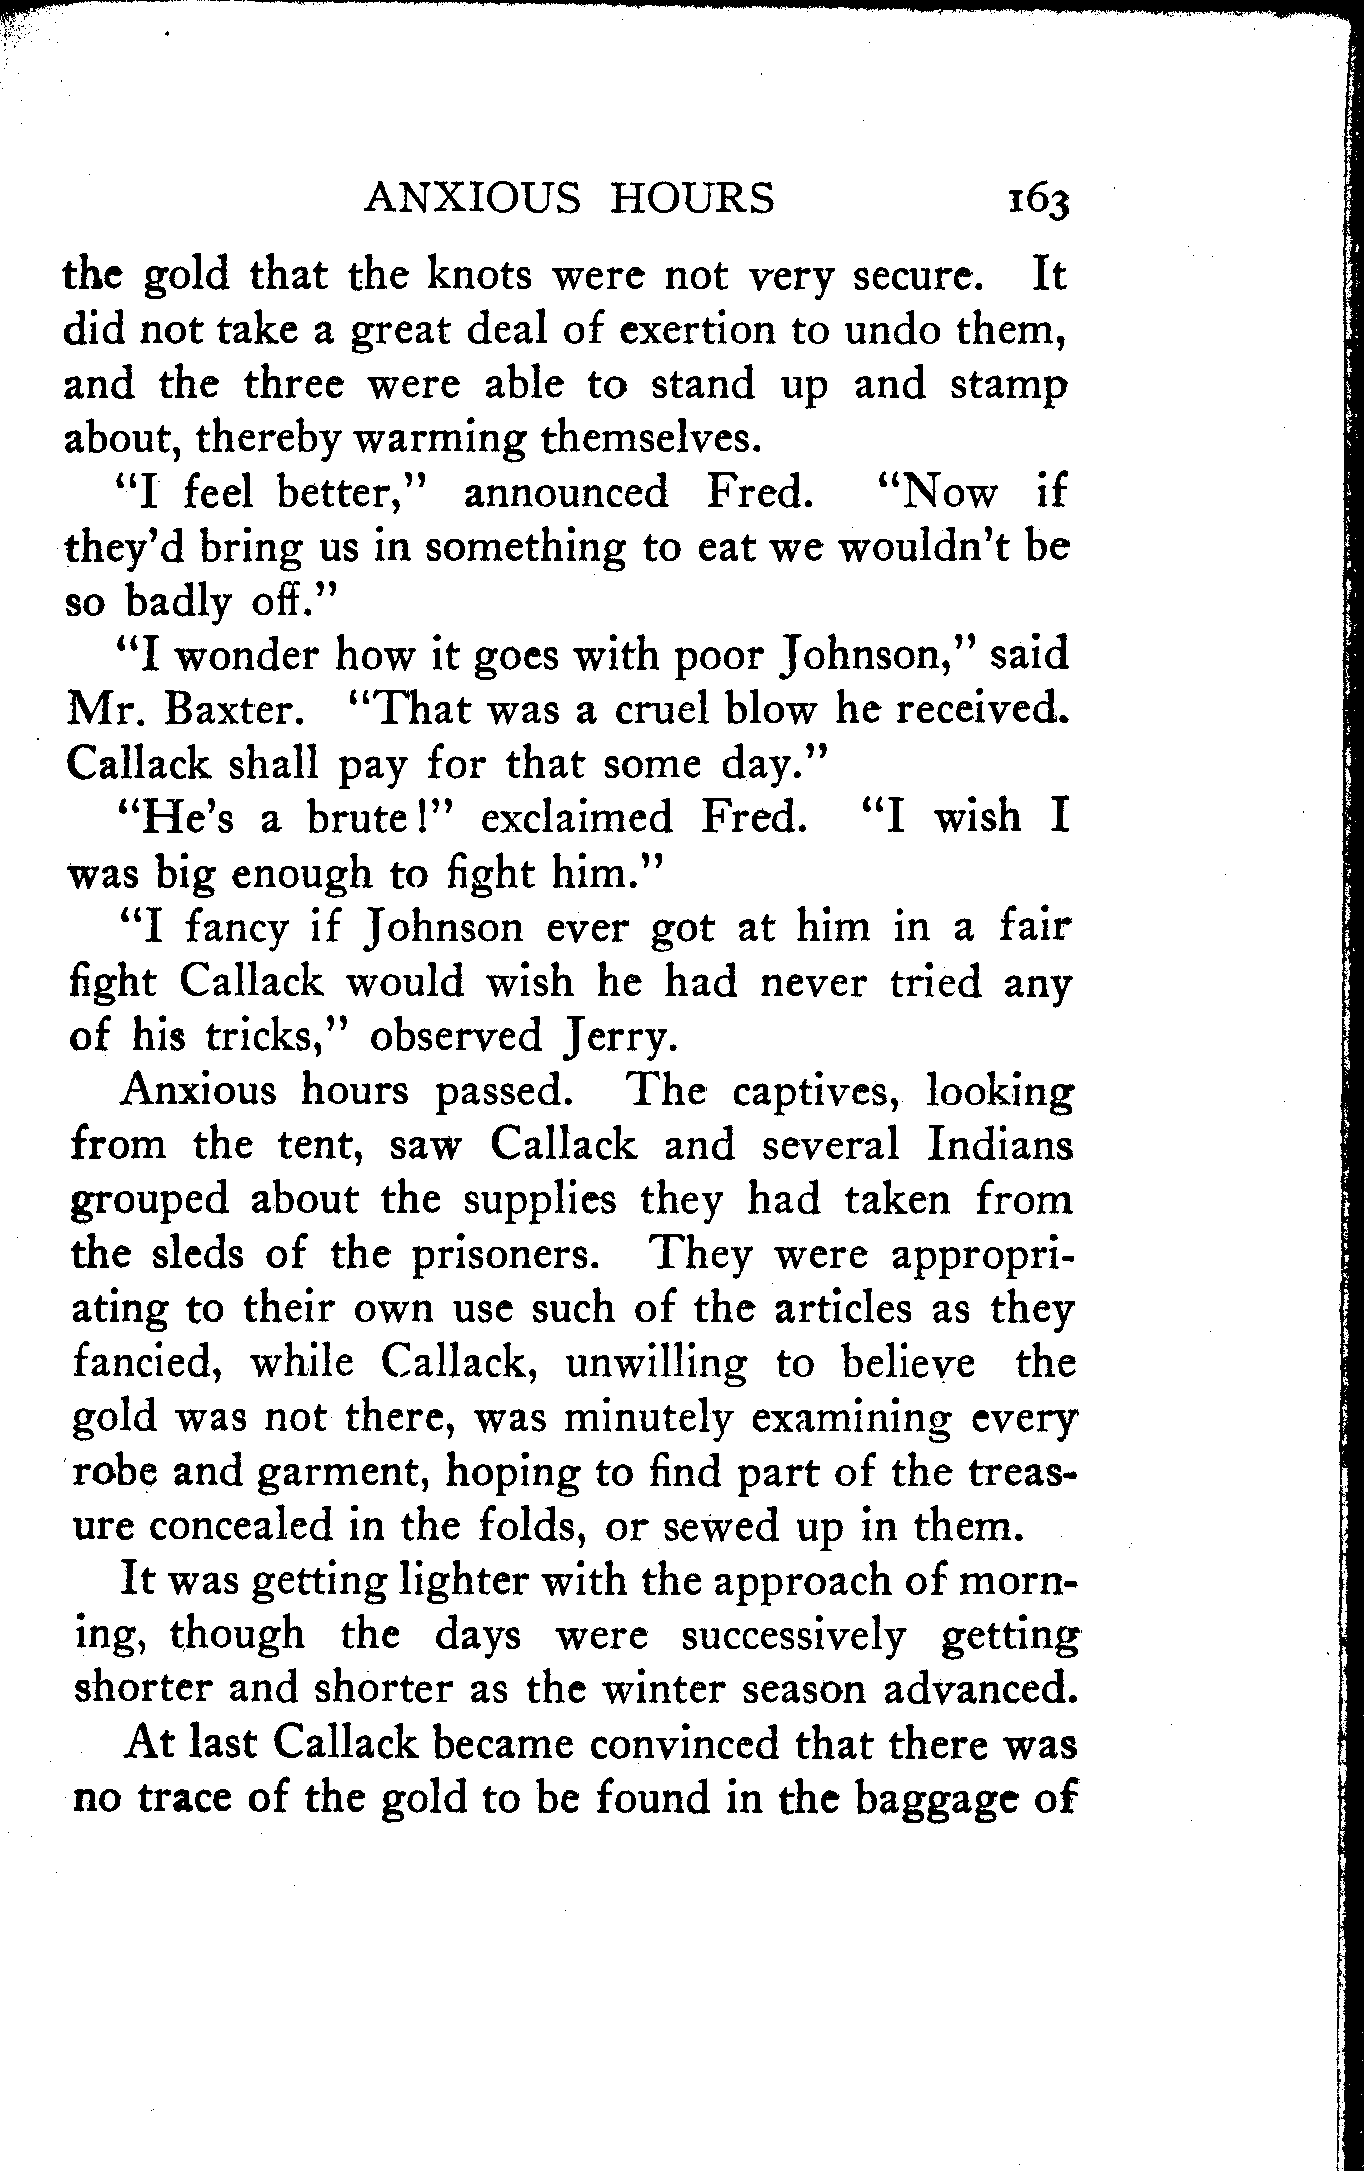 ANXIOUS HOURS 163
the gold that the knots were not very secure. It
did not take a great deal of exertion to undo them,
and the three were able to stand up and stamp
about, thereby warming themselves.
"I feel better," announced Fred. "Now if
they'd bring us in something to eat we wouldn't be
so badly off."
"I wonder how it goes with poor Johnson," said
Mr. Baxter. "That was a cruel blow he received.
Callack shall pay for that some day."
"He's a brute!" exclaimed Fred. "I wish I
was big enough to fight him."
"I fancy if Johnson ever got at him in a fair
fight Callack would wish he had never tried any
of his tricks," observed Jerry.
Anxious hours passed. The captives, looking
from the tent, saw Callack and several Indians
grouped about the supplies they had taken from
the sleds of the prisoners. They were appropri-
ating to their own use such of the articles as they
fancied, while Callack, unwilling to believe the
gold was not there, was minutely examining every
robe and garment, hoping to find part of the treas-
ure concealed in the folds, or sewed up in them.
It was getting lighter with the approach of morn-
ing, though the days were successively getting
shorter and shorter as the winter season advanced.
At last Callack became convinced that there was
no trace of the gold to be found in the baggage of